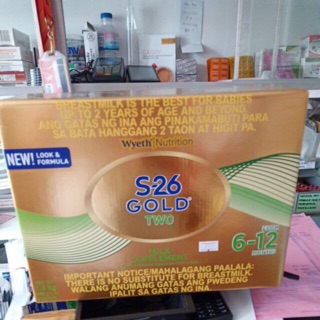 BREASTMILK IS THE BEST FOR BABIES
UP TO 2 YEARS OF AGE AND BEYOND.
ANG GATAS NG INA ANG PINAKAMABUTI PARA
SA BATA HANGGANG 2 TAON AT HIGIT PA.
Wyeth Nutrition
NEW! LOOK &
FORMULA
S-26
GOLD
TWO
6-12
MILK
SUPPLEMENT
IMPORTANT NOTICE/MAHALAGANG PAALALA:
THERE IS NO SUBSTITUTE FOR BREASTMILK.
WALANG ANUMANG GATAS ANG PWEDENG
IPALIT SA GATAS NG INA.